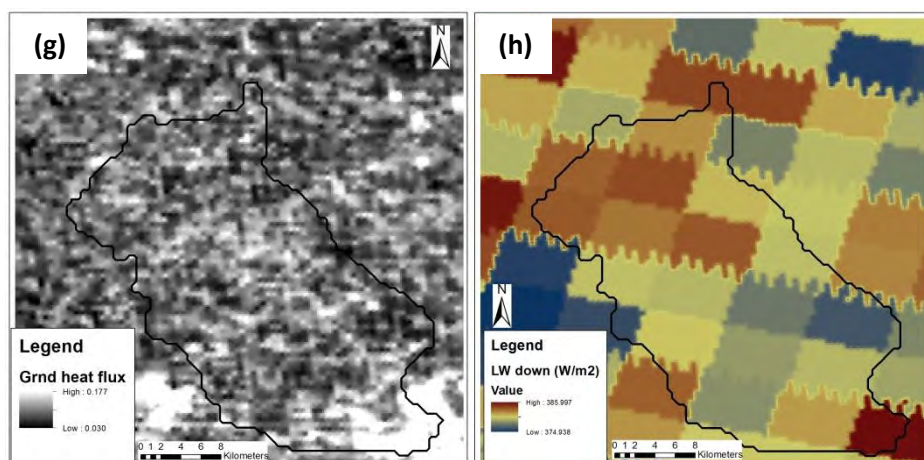 (g)
N
Legend
Grnd heat flux
High : 0.177
Low : 0.030
0 1 2 4 6 8
Kilometers
(h)
N
Legend
LW down (W/m2)
Value
High : 385.997
Low : 374.938
0 1 2 4 6 8
Kilometers